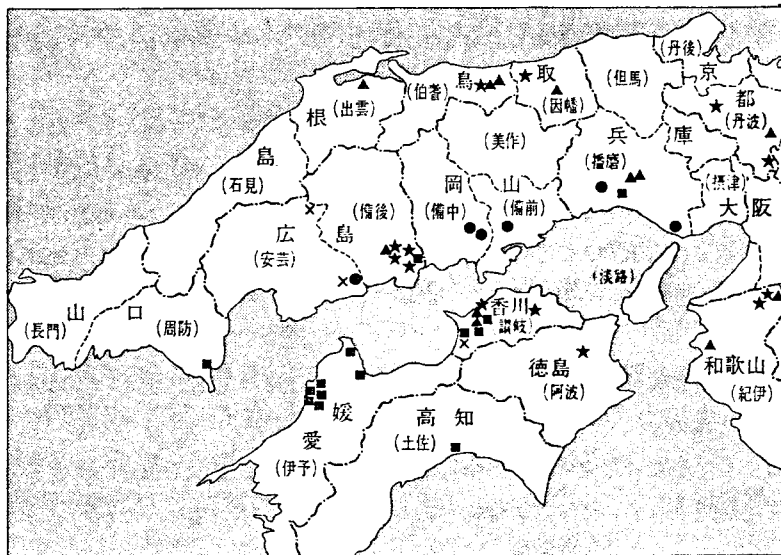 (丹後)
京
都
(丹波)
鳥取
(伯耆)
(因幡)
(但馬)
島根
(出雲)
(石見)
(美作)
兵庫
(播磨)
(摂津)
大阪
岡山
(備中)
(備前)
広島
(備後)
(安芸)
(淡路)
山口
(長門)
(周防)
香川
讃岐
徳島
(阿波)
和歌山
(紀伊)
愛媛
(伊予)
高知
(土佐)